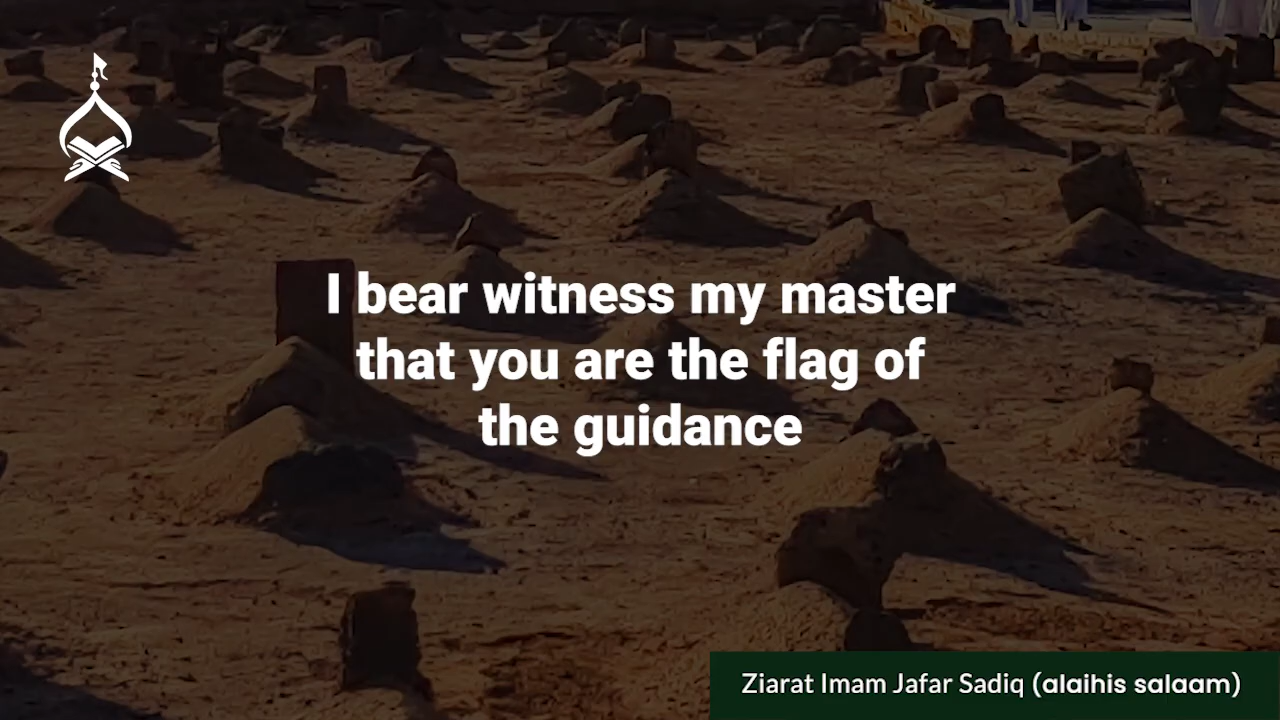 I bear witness my master
that you are the flag of
the guidance
Ziarat Imam Jafar Sadiq (alaihis salaam)